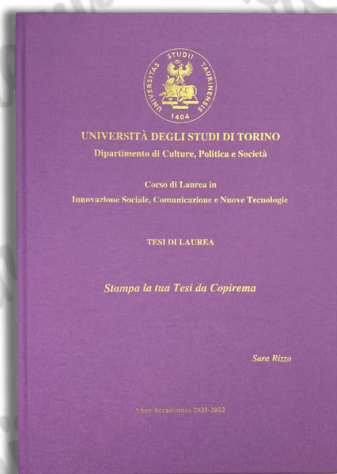 STUDII
UNIVERSITAS TAURINENSIS
1404
UNIVERSITÀ DEGLI STUDI DI TORINO
Dipartimento di Culture, Politica e Società
Corso di Laurea in
Innovazione Sociale, Comunicazione e Nuove Tecnologie
TESI DI LAUREA
Stampa la tua Tesi da Copirema
Sara Rizzo
Anno Accademico 2021-2022